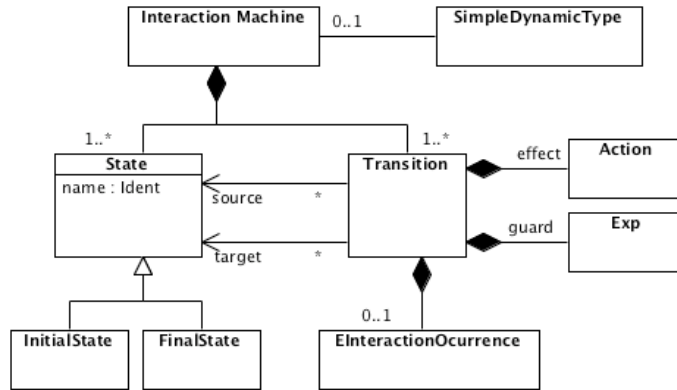 Interaction Machine
0..1
SimpleDynamicType
1..*
1..*
State
name : Ident
Transition
effect
Action
source
*
guard
Exp
target
*
0..1
InitialState
FinalState
EInteractionOcurrence